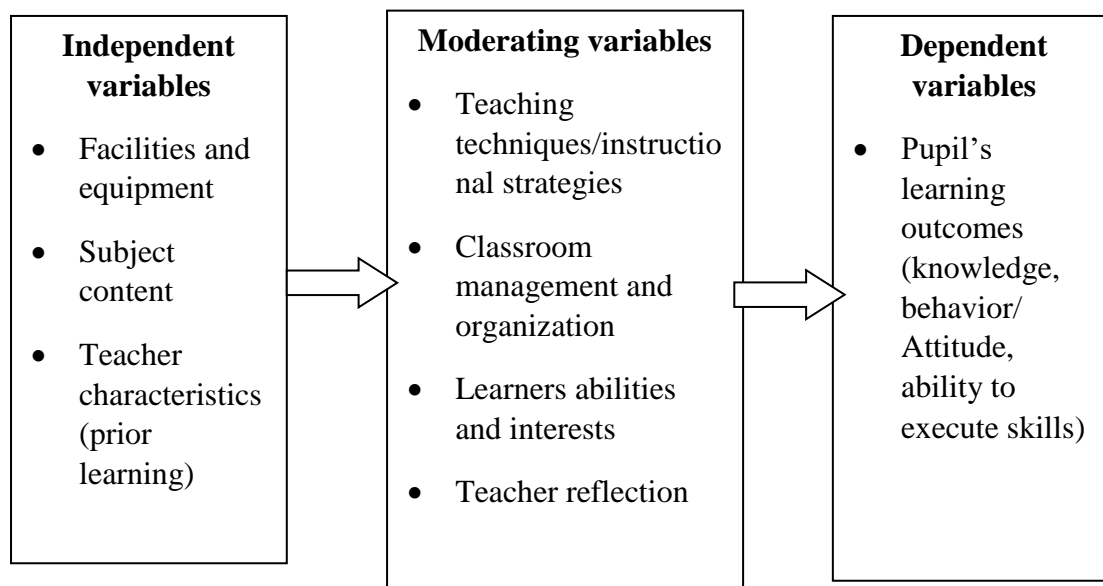 Independent
variables
• Facilities and
equipment
• Subject
content
• Teacher
characteristics
(prior
learning)
Moderating variables
• Teaching
techniques/instructio
nal strategies
• Classroom
management and
organization
• Learners abilities
and interests
• Teacher reflection
Dependent
variables
• Pupil’s
learning
outcomes
(knowledge,
behavior/
Attitude,
ability to
execute skills)